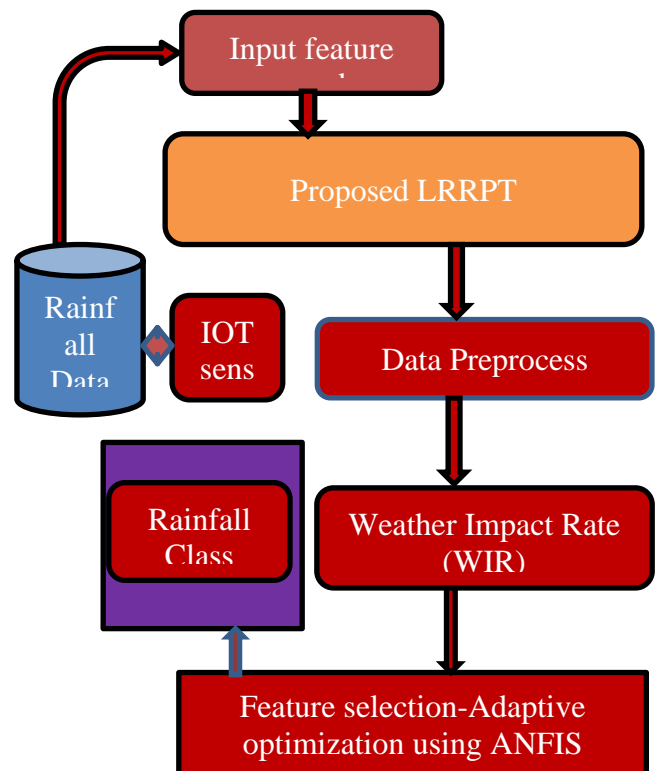 Input feature
Proposed LRRPT
Rainf
all
Data
IOT
sens
Data Preprocess
Rainfall
Class
Weather Impact Rate
(WIR)
Feature selection-Adaptive
optimization using ANFIS